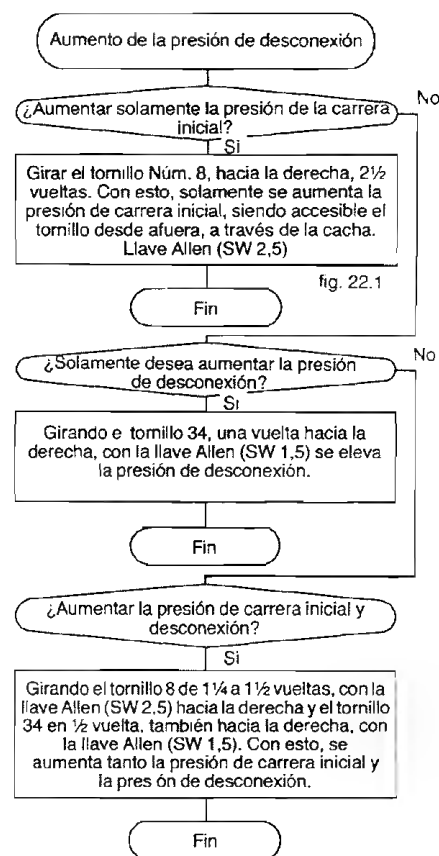 Aumento de la presión de desconexión
¿Aumentar solamente la presión de la carrera
inicial?
No
Si
Girar el tornillo Núm. 8, hacia la derecha, 2½
vueltas. Con esto, solamente se aumenta la
presión de carrera inicial, siendo accesible el
tornillo desde afuera, a través de la cacha.
Llave Allen (SW 2,5)
fig. 22.1
Fin
¿Solamente desea aumentar la presión
de desconexión?
No
Si
Girando e tornillo 34, una vuelta hacia la
derecha, con la llave Allen (SW 1,5) se eleva
la presión de desconexión.
Fin
¿Aumentar la presión de carrera inicial y
desconexión?
Si
Girando el tornillo 8 de 1¼ a 1½ vueltas, con la
llave Allen (SW 2,5) hacia la derecha y el tornillo
34 en ½ vuelta, también hacia la derecha, con
la llave Allen (SW 1,5). Con esto, se
aumenta tanto la presión de carrera inicial y
la pres ón de desconexión.
Fin